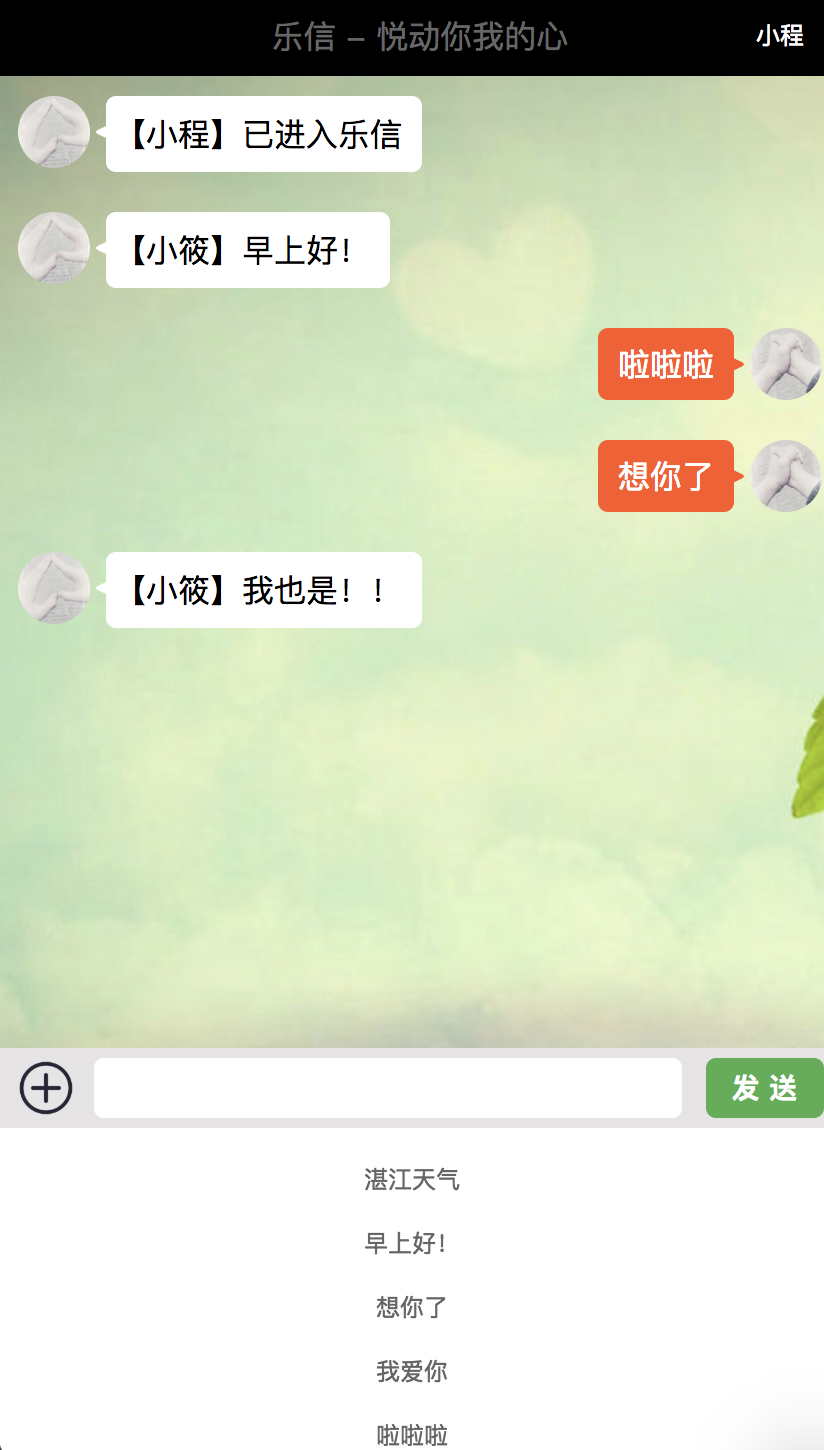 乐信 – 悦动你我的心
小程
【小程】已进入乐信
【小筱】早上好！
啦啦啦
想你了
【小筱】我也是！！
发 送
湛江天气
早上好！
想你了
我爱你
啦啦啦